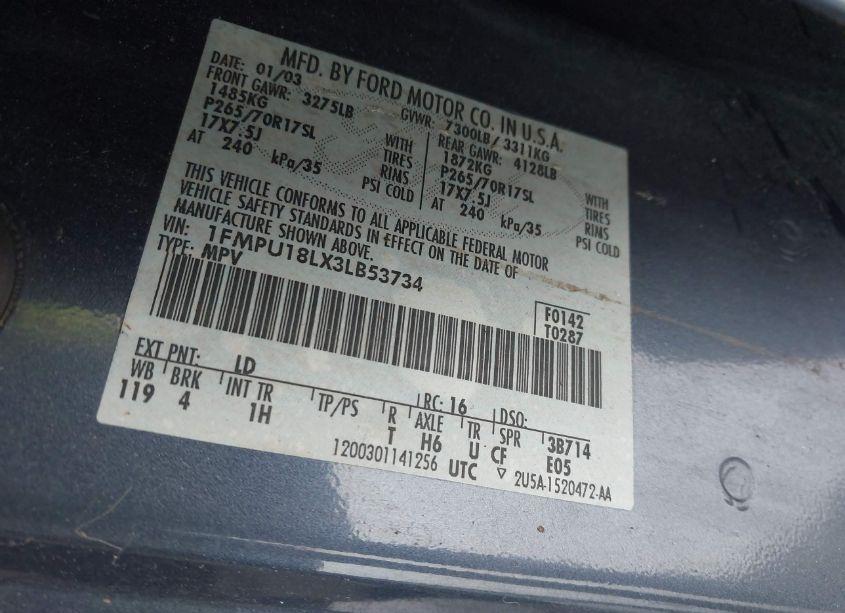 MFD. BY FORD MOTOR CO. IN U.S.A.
DATE: 01/03 GVWR: 7300LB / 3311KG
FRONT GAWR: 3275LB REAR GAWR: 4128LB
1485KG WITH 1872KG WITH
P265/70R17SL TIRES P265/70R17SL TIRES
17X7.5J RIMS 17X7.5J RIMS
AT 240 kPa/35 PSI COLD AT 240 kPa/35 PSI COLD
THIS VEHICLE CONFORMS TO ALL APPLICABLE FEDERAL MOTOR
VEHICLE SAFETY STANDARDS IN EFFECT ON THE DATE OF
MANUFACTURE SHOWN ABOVE.
VIN: 1FMPU18LX3LB53734
TYPE: MPV
F0142
T0287
EXT PNT: LD RC: 16 DSO:
WB BRK INT TR TP/PS R AXLE TR SPR 3B714
119 4 1H T H6 U CF E05
1200301141256 UTC ▽ 2U5A-1520472-AA